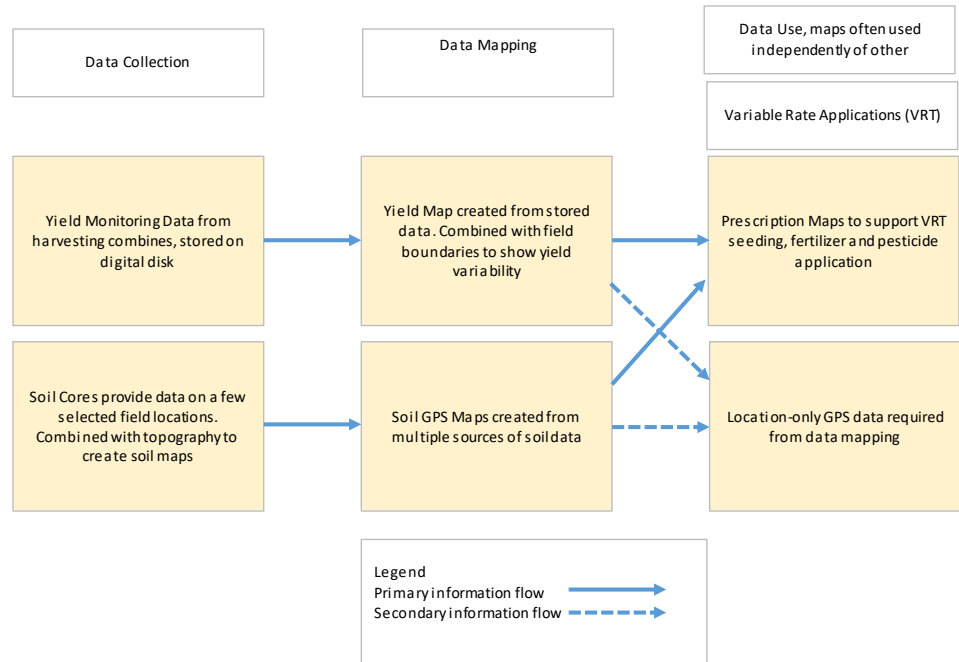 Data Collection
Data Mapping
Data Use, maps often used
independently of other
Variable Rate Applications (VRT)
Yield Monitoring Data from
harvesting combines, stored on
digital disk
Yield Map created from stored
data. Combined with field
boundaries to show yield
variability
Prescription Maps to support VRT
seeding, fertilizer and pesticide
application
Soil Cores provide data on a few
selected field locations.
Combined with topography to
create soil maps
Soil GPS Maps created from
multiple sources of soil data
Location-only GPS data required
from data mapping
Legend
Primary information flow
Secondary information flow